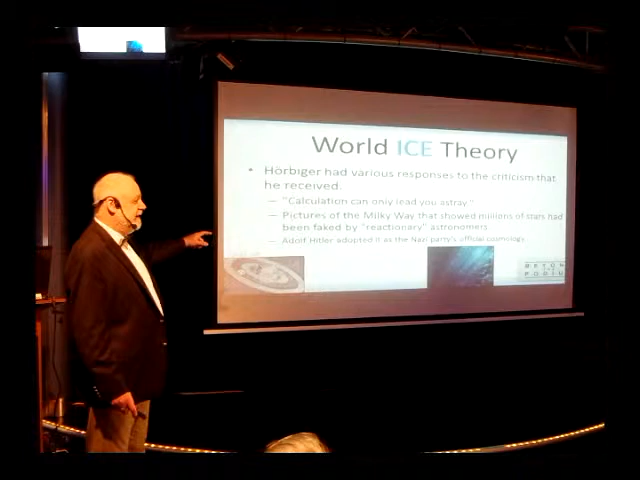 World ICE Theory
• Hörbiger had various responses to the criticism that
he received.
— "Calculation can only lead you astray."
— Pictures of the Milky Way that showed millions of stars had
been faked by "reactionary" astronomers
— Adolf Hitler adopted it as the Nazi party's official cosmology
BEYOND
PODIUM